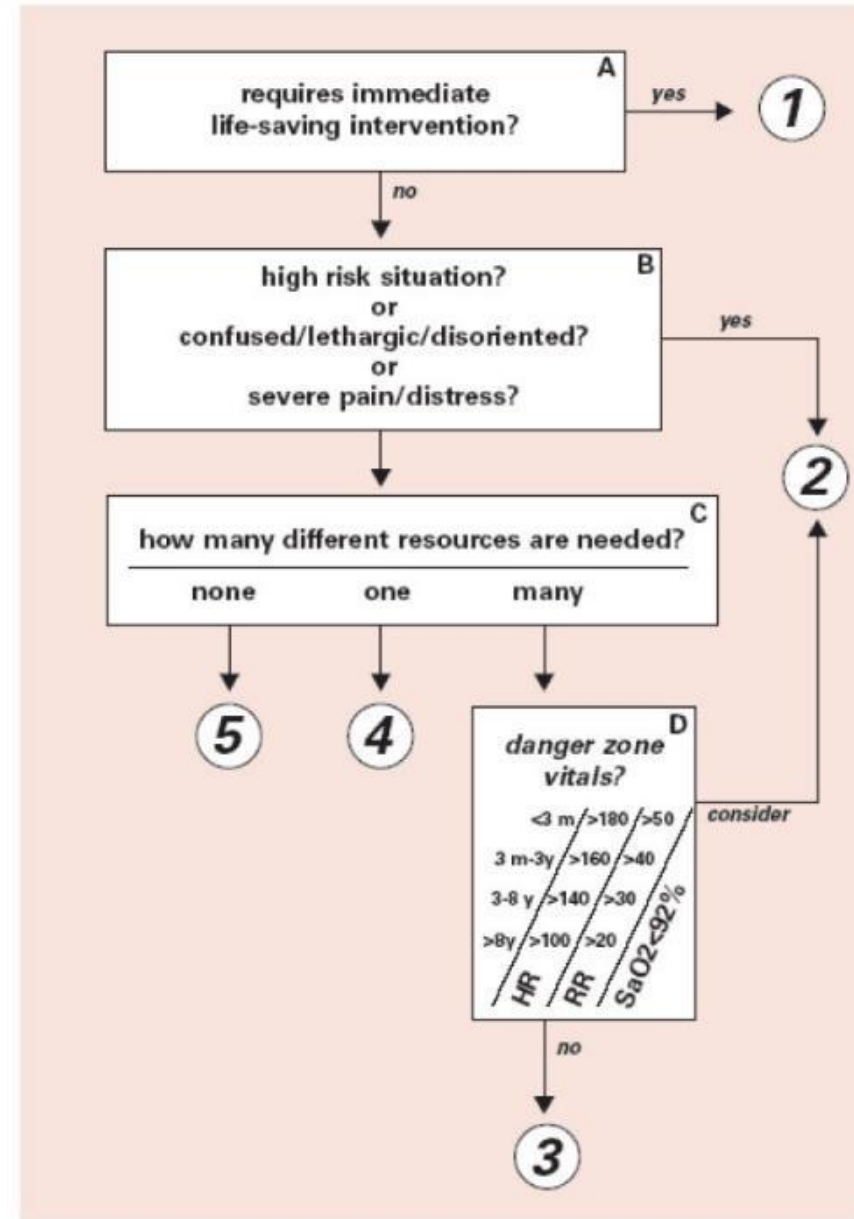 A
requires immediate
life-saving intervention?
yes
1
no
B
high risk situation?
or
confused/lethargic/disoriented?
or
severe pain/distress?
yes
2
C
how many different resources are needed?
none one many
5
4
D
danger zone
vitals?
<3 m >180 >50
3 m-3y >160 >40
3-8 y >140 >30
>8y >100 >20
HR RR SaO2<92%
consider
no
3